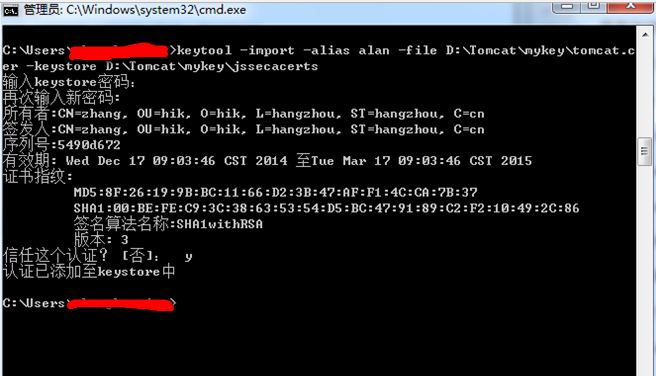 管理员: C:\Windows\system32\cmd.exe
C:\Users\>keytool -import -alias alan -file D:\Tomcat\mykey\tomcat.c
er -keystore D:\Tomcat\mykey\jssecacerts
输入keystore密码:
再次输入新密码:
所有者:CN=zhang, OU=hik, O=hik, L=hangzhou, ST=hangzhou, C=cn
签发人:CN=zhang, OU=hik, O=hik, L=hangzhou, ST=hangzhou, C=cn
序列号:5490d672
有效期: Wed Dec 17 09:03:46 CST 2014 至Tue Mar 17 09:03:46 CST 2015
证书指纹:
MD5:8F:26:19:9B:BC:11:66:D2:3B:47:AF:F1:4C:CA:7B:37
SHA1:00:BE:FE:C9:3C:38:63:53:54:D5:BC:47:91:89:C2:F2:10:49:2C:86
签名算法名称:SHA1withRSA
版本: 3
信任这个认证? [否]: y
认证已添加至keystore中
C:\Users\>